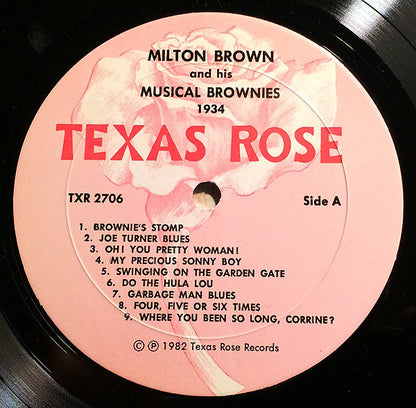 MILTON BROWN
and his
MUSICAL BROWNIES
1934
TEXAS ROSE
TXR 2706 Side A
1. BROWNIE'S STOMP
2. JOE TURNER BLUES
3. OH! YOU PRETTY WOMAN!
4. MY PRECIOUS SONNY BOY
5. SWINGING ON THE GARDEN GATE
6. DO THE HULA LOU
7. GARBAGE MAN BLUES
8. FOUR, FIVE OR SIX TIMES
9. WHERE YOU BEEN SO LONG, CORRINE?
© ℗ 1982 Texas Rose Records